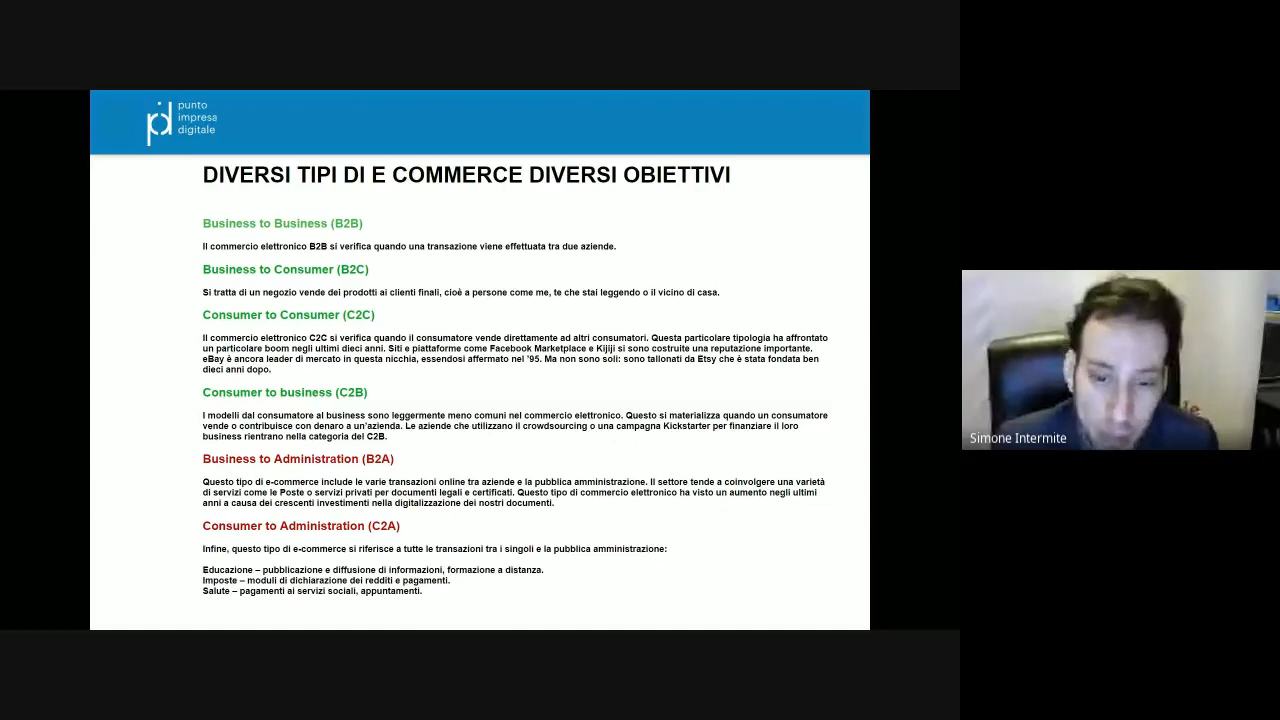 punto
impresa
digitale
DIVERSI TIPI DI E COMMERCE DIVERSI OBIETTIVI
Business to Business (B2B)
Il commercio elettronico B2B si verifica quando una transazione viene effettuata tra due aziende.
Business to Consumer (B2C)
Si tratta di un negozio vende dei prodotti ai clienti finali, cioè a persone come me, te che stai leggendo o il vicino di casa.
Consumer to Consumer (C2C)
Il commercio elettronico C2C si verifica quando il consumatore vende direttamente ad altri consumatori. Questa particolare tipologia ha affrontato
un particolare boom negli ultimi dieci anni. Siti e piattaforme come Facebook Marketplace e Kijiji si sono costruite una reputazione importante.
eBay è ancora leader di mercato in questa nicchia, essendosi affermato nel '95. Ma non sono soli: sono tallonati da Etsy che è stata fondata ben
dieci anni dopo.
Consumer to business (C2B)
I modelli dal consumatore al business sono leggermente meno comuni nel commercio elettronico. Questo si materializza quando un consumatore
vende o contribuisce con denaro a un'azienda. Le aziende che utilizzano il crowdsourcing o una campagna Kickstarter per finanziare il loro
business rientrano nella categoria del C2B.
Business to Administration (B2A)
Questo tipo di e-commerce include le varie transazioni online tra aziende e la pubblica amministrazione. Il settore tende a coinvolgere una varietà
di servizi come le Poste o servizi privati per documenti legali e certificati. Questo tipo di commercio elettronico ha visto un aumento negli ultimi
anni a causa dei crescenti investimenti nella digitalizzazione dei nostri documenti.
Consumer to Administration (C2A)
Infine, questo tipo di e-commerce si riferisce a tutte le transazioni tra i singoli e la pubblica amministrazione:
Educazione – pubblicazione e diffusione di informazioni, formazione a distanza.
Imposte – moduli di dichiarazione dei redditi e pagamenti.
Salute – pagamenti ai servizi sociali, appuntamenti.
Simone Intermite